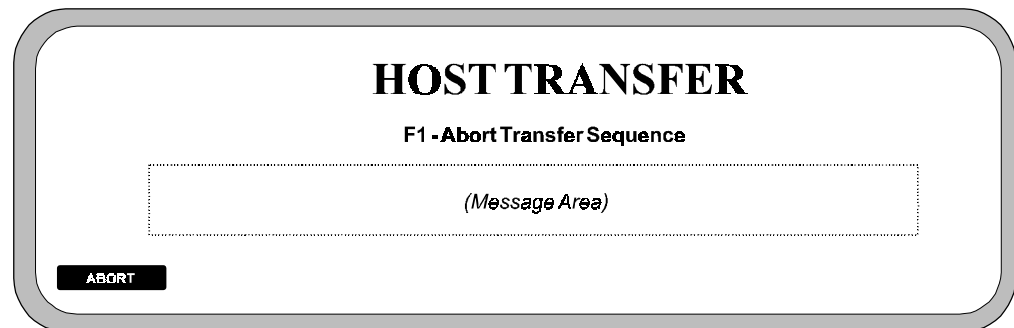 HOST TRANSFER
F1 - Abort Transfer Sequence
(Message Area)
ABORT